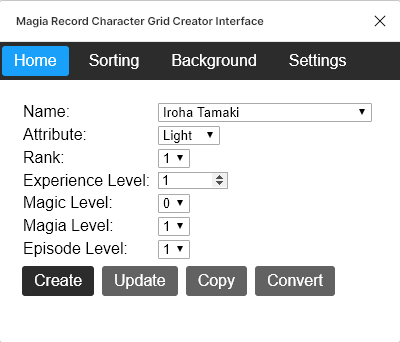 Magia Record Character Grid Creator Interface
Home Sorting Background Settings
Name: Iroha Tamaki
Attribute: Light
Rank: 1
Experience Level: 1
Magic Level: 0
Magia Level: 1
Episode Level: 1
Create Update Copy Convert